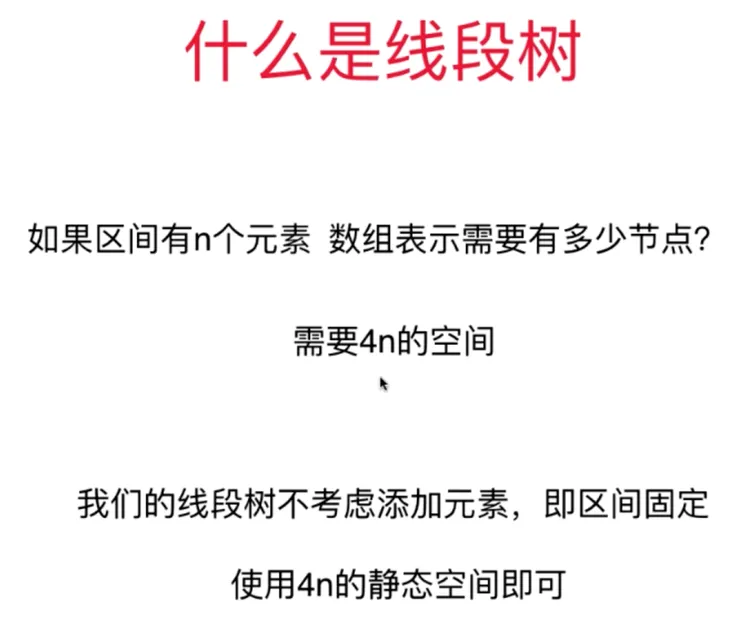 什么是线段树
如果区间有n个元素 数组表示需要有多少节点？
需要4n的空间
我们的线段树不考虑添加元素，即区间固定
使用4n的静态空间即可